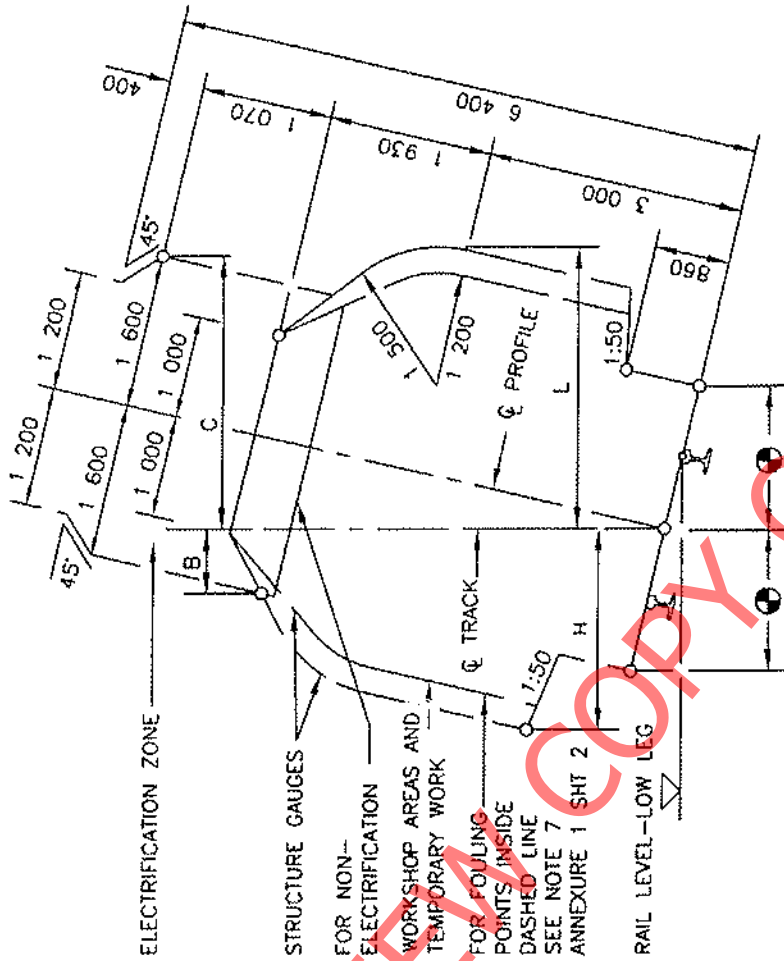 400
45°
1 200
1 200
1 600
1 600
1 000
1 000
45°
1 070
6 400
1 930
3 000
860
C
B
1 500
1 200
1:50
L
℄ PROFILE
℄ TRACK
H
1:50
ELECTRIFICATION ZONE
STRUCTURE GAUGES
FOR NON-
ELECTRIFICATION
WORKSHOP AREAS AND
TEMPORARY WORK
FOR FOULING
POINTS INSIDE
DASHED LINE
SEE NOTE 7
ANNEXURE 1 SHT 2
RAIL LEVEL-LOW LEG
COPY